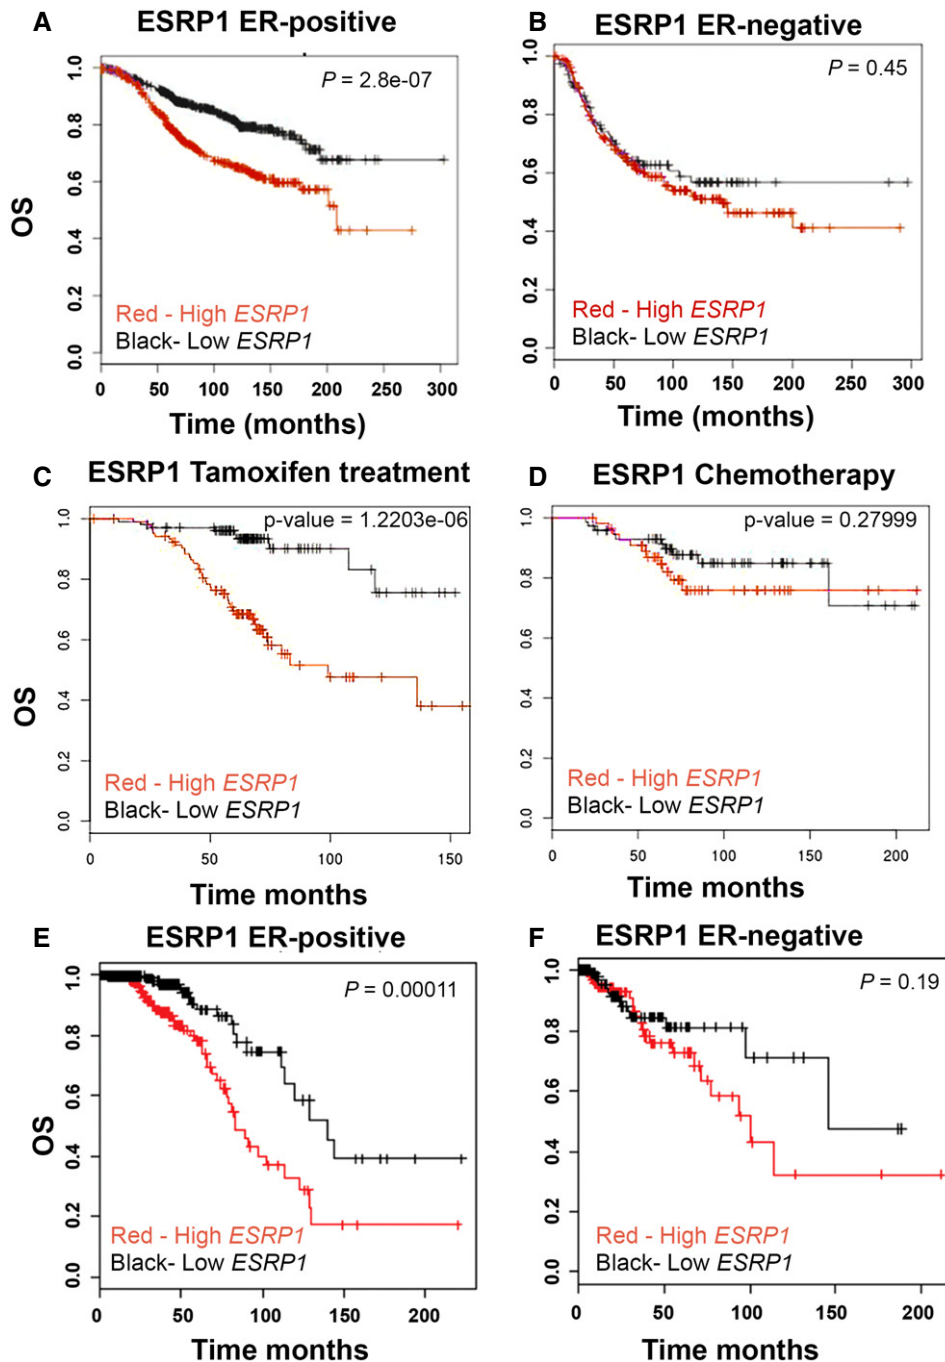 A
ESRP1 ER-positive
P = 2.8e-07
OS
1.0
0.8
0.6
0.4
0.2
0.0
Red - High ESRP1
Black- Low ESRP1
0 50 100 150 200 250 300
Time (months)
B
ESRP1 ER-negative
P = 0.45
1.0
0.8
0.6
0.4
0.2
0.0
Red - High ESRP1
Black- Low ESRP1
0 50 100 150 200 250 300
Time (months)
C
ESRP1 Tamoxifen treatment
p-value = 1.2203e-06
OS
1.0
0.8
0.6
0.4
0.2
0.0
Red - High ESRP1
Black- Low ESRP1
0 50 100 150
Time months
D
ESRP1 Chemotherapy
p-value = 0.27999
1.0
0.8
0.6
0.4
0.2
0.0
Red - High ESRP1
Black- Low ESRP1
0 50 100 150 200
Time months
E
ESRP1 ER-positive
P = 0.00011
OS
1.0
0.8
0.6
0.4
0.2
0.0
Red - High ESRP1
Black- Low ESRP1
0 50 100 150 200
Time months
F
ESRP1 ER-negative
P = 0.19
1.0
0.8
0.6
0.4
0.2
0.0
Red - High ESRP1
Black- Low ESRP1
0 50 100 150 200
Time months